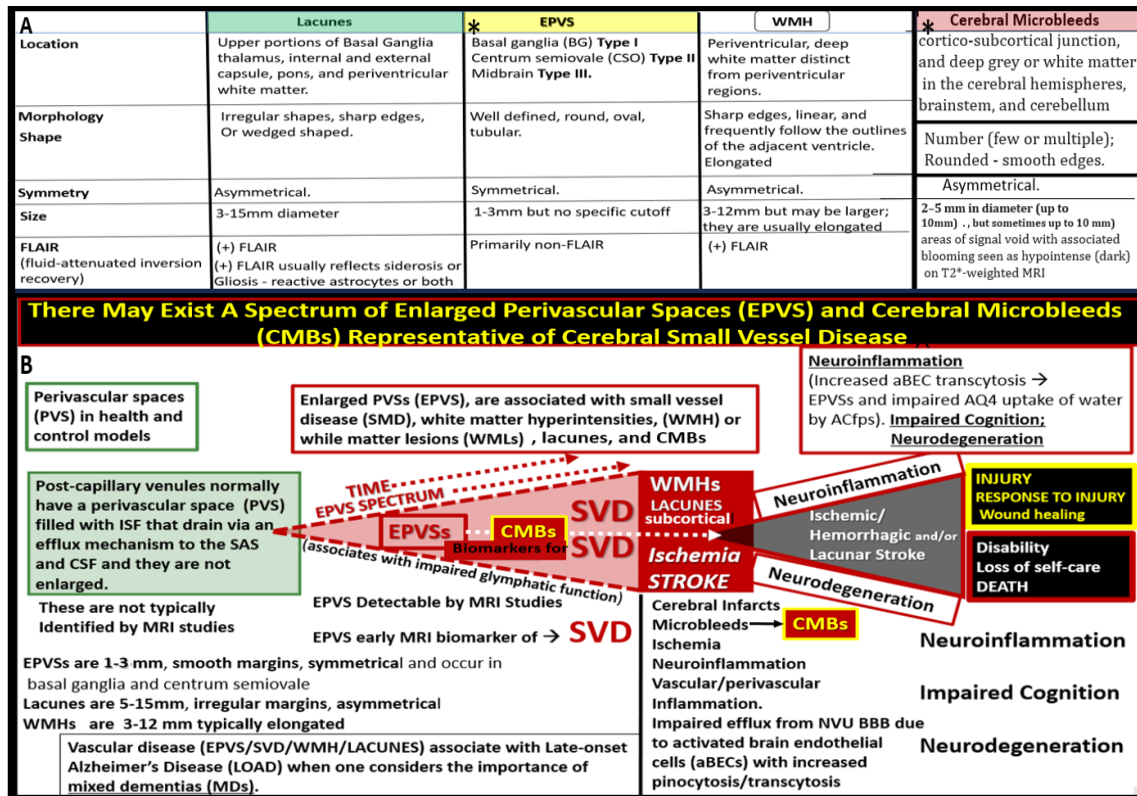 A
Lacunes
* EPVS
WMH
* Cerebral Microbleeds
Location
Upper portions of Basal Ganglia
thalamus, internal and external
capsule, pons, and periventricular
white matter.
Basal ganglia (BG) Type I
Centrum semiovale (CSO) Type II
Midbrain Type III.
Periventricular, deep
white matter distinct
from periventricular
regions.
cortico-subcortical junction,
and deep grey or white matter
in the cerebral hemispheres,
brainstem, and cerebellum
Morphology
Shape
Irregular shapes, sharp edges,
Or wedged shaped.
Well defined, round, oval,
tubular.
Sharp edges, linear, and
frequently follow the outlines
of the adjacent ventricle.
Elongated
Number (few or multiple);
Rounded - smooth edges.
Symmetry
Asymmetrical.
Symmetrical.
Asymmetrical.
Asymmetrical.
Size
3-15mm diameter
1-3mm but no specific cutoff
3-12mm but may be larger;
they are usually elongated
2–5 mm in diameter (up to
10mm) ., but sometimes up to 10 mm)
areas of signal void with associated
blooming seen as hypointense (dark)
on T2*-weighted MRI
FLAIR
(fluid-attenuated inversion
recovery)
(+) FLAIR
(+) FLAIR usually reflects siderosis or
Gliosis - reactive astrocytes or both
Primarily non-FLAIR
(+) FLAIR
There May Exist A Spectrum of Enlarged Perivascular Spaces (EPVS) and Cerebral Microbleeds
(CMBs) Representative of Cerebral Small Vessel Disease
B
Perivascular spaces
(PVS) in health and
control models
Enlarged PVSs (EPVS), are associated with small vessel
disease (SMD), white matter hyperintensities, (WMH) or
while matter lesions (WMLs) , lacunes, and CMBs
Neuroinflammation
(Increased aBEC transcytosis →
EPVSs and impaired AQ4 uptake of water
by ACfps). Impaired Cognition;
Neurodegeneration
Post-capillary venules normally
have a perivascular space (PVS)
filled with ISF that drain via an
efflux mechanism to the SAS
and CSF and they are not
enlarged.
These are not typically
Identified by MRI studies
TIME
EPVS SPECTRUM
EPVSs
CMBs
Biomarkers for
SVD
SVD
(associates with impaired glymphatic function)
WMHs
LACUNES
subcortical
Ischemia
STROKE
Neuroinflammation
Ischemic/
Hemorrhagic and/or
Lacunar Stroke
Neurodegeneration
INJURY
RESPONSE TO INJURY
Wound healing
Disability
Loss of self-care
DEATH
EPVS Detectable by MRI Studies
EPVS early MRI biomarker of → SVD
EPVSs are 1-3 mm, smooth margins, symmetrical and occur in
basal ganglia and centrum semiovale
Lacunes are 5-15mm, irregular margins, asymmetrical
WMHs are 3-12 mm typically elongated
Vascular disease (EPVS/SVD/WMH/LACUNES) associate with Late-onset
Alzheimer's Disease (LOAD) when one considers the importance of
mixed dementias (MDs).
Cerebral Infarcts
Microbleeds → CMBs
Ischemia
Neuroinflammation
Vascular/perivascular
Inflammation.
Impaired efflux from NVU BBB due
to activated brain endothelial
cells (aBECs) with increased
pinocytosis/transcytosis
Neuroinflammation
Impaired Cognition
Neurodegeneration